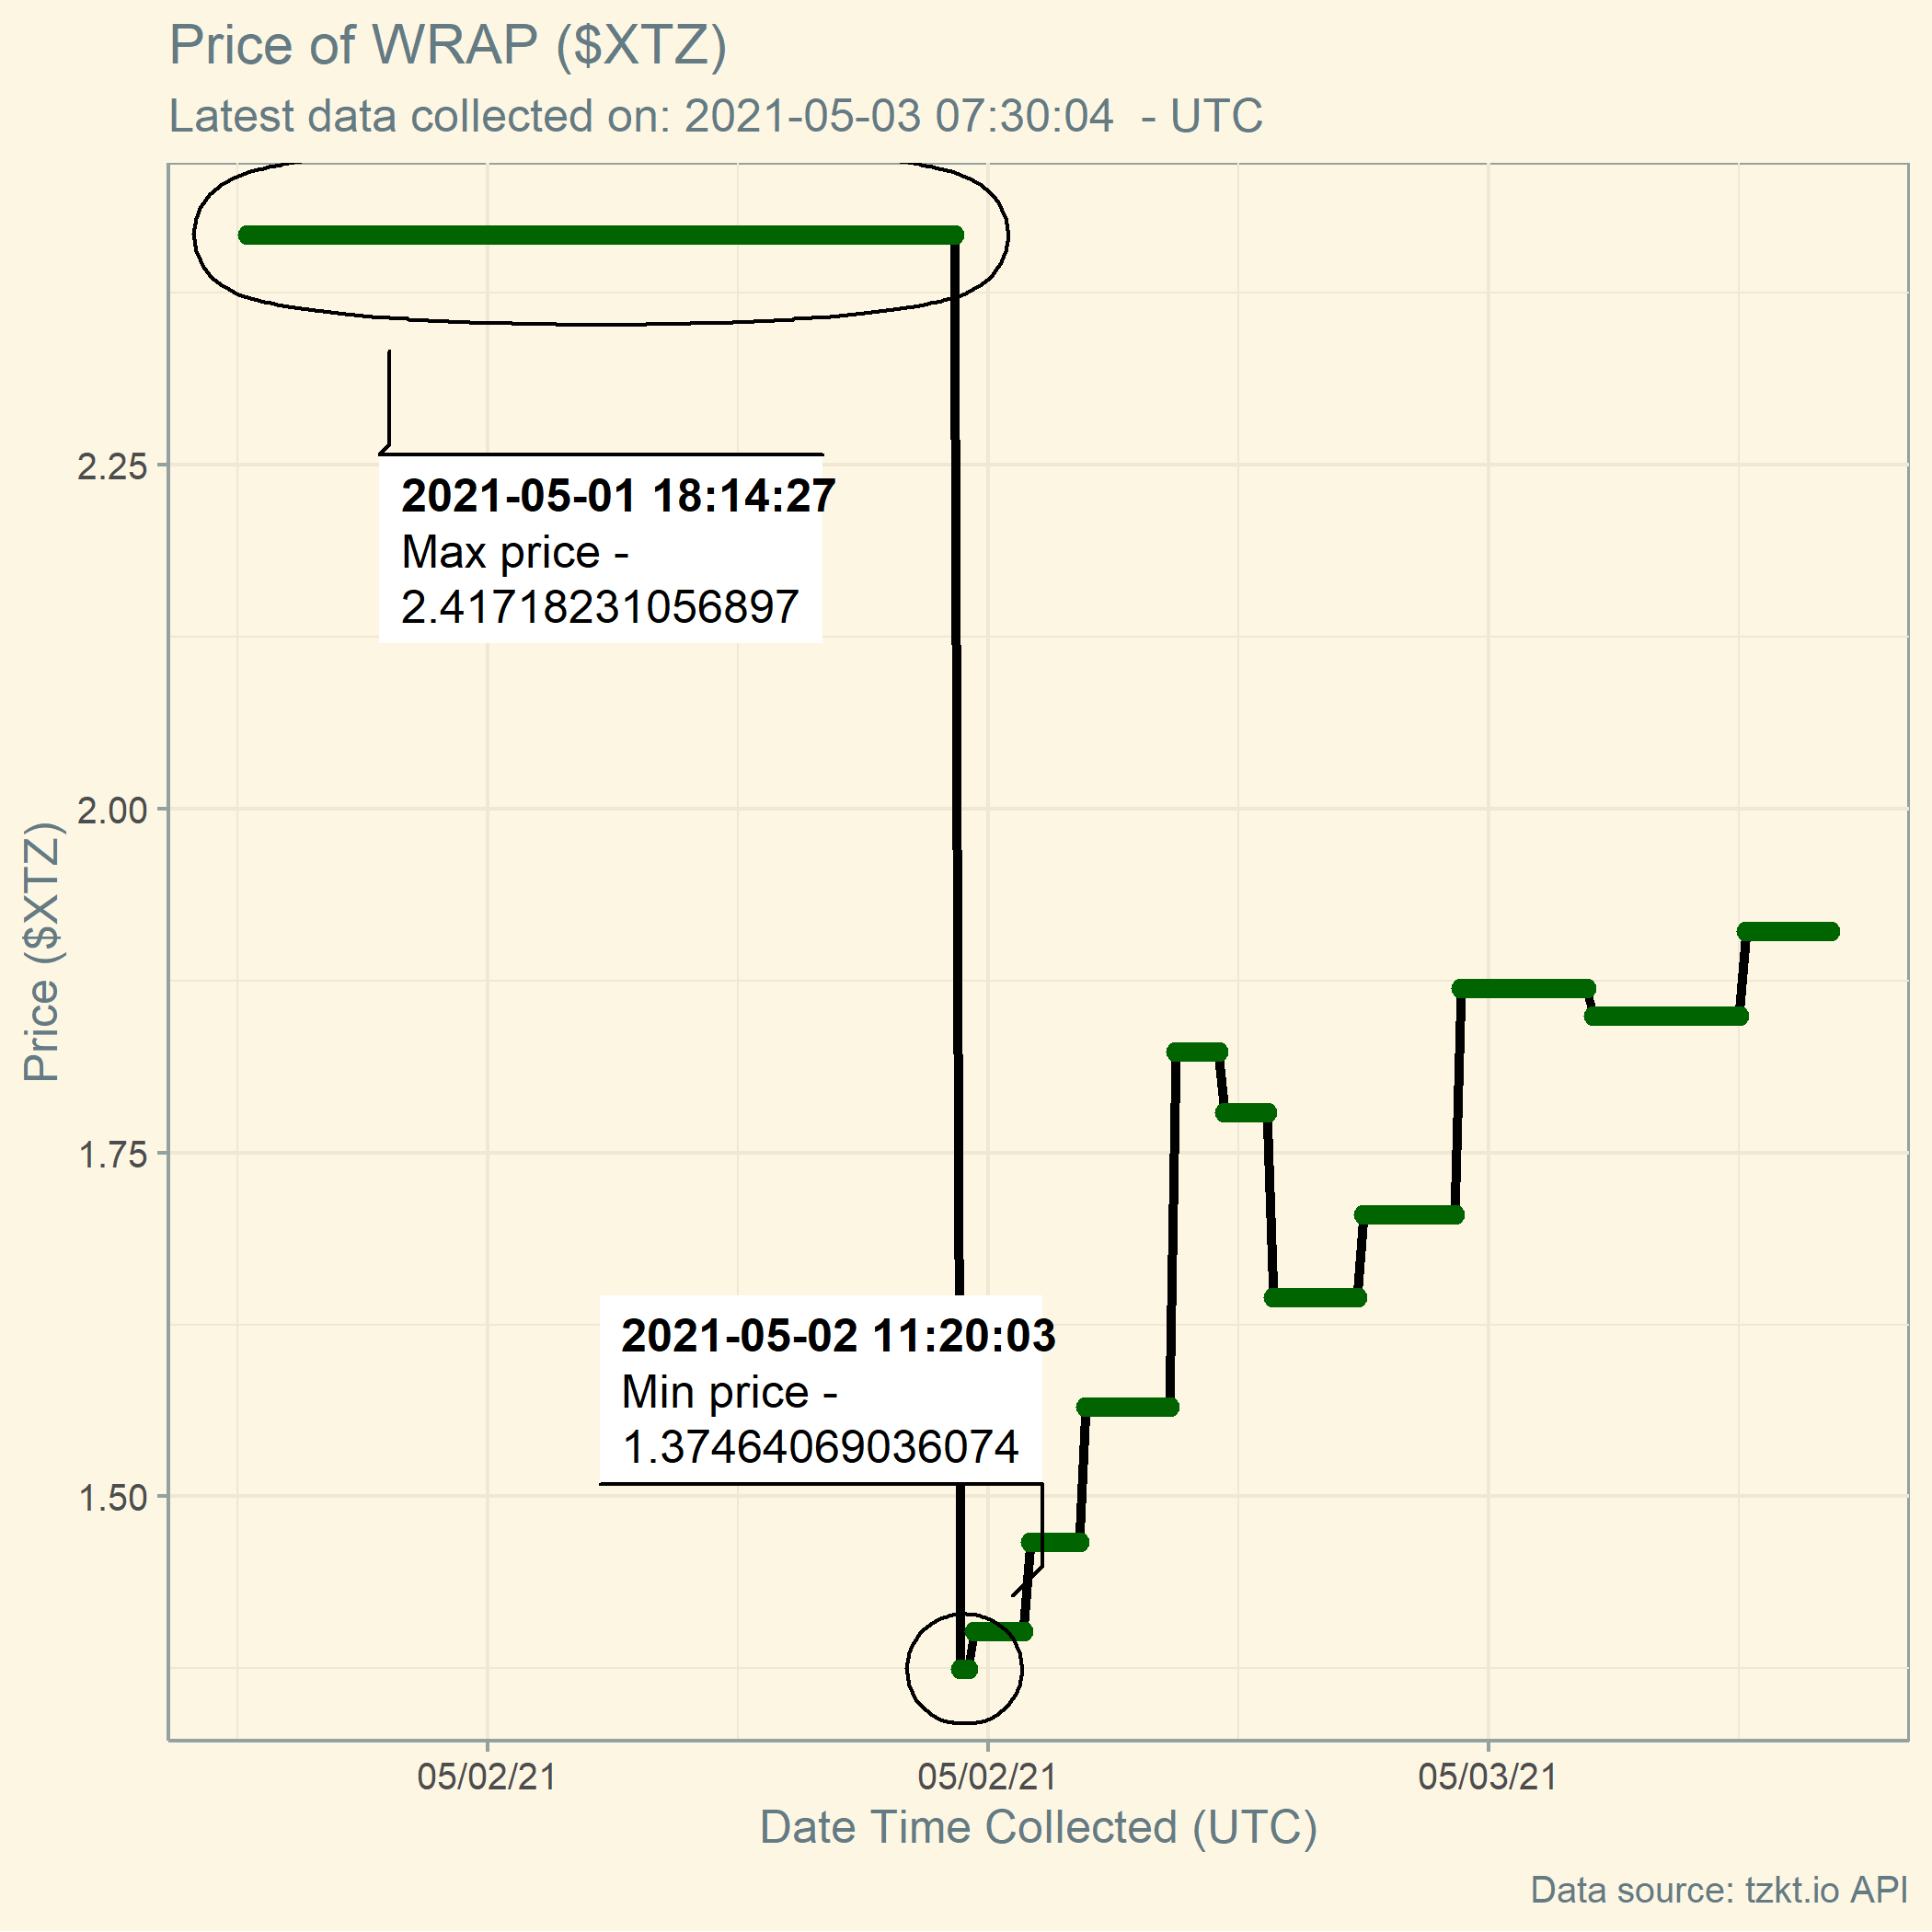 Price of WRAP ($XTZ)
Latest data collected on: 2021-05-03 07:30:04  - UTC
2.25
2.00
1.75
1.50
Price ($XTZ)
2021-05-01 18:14:27
Max price -
2.41718231056897
2021-05-02 11:20:03
Min price -
1.37464069036074
05/02/21
05/02/21
05/03/21
Date Time Collected (UTC)
Data source: tzkt.io API